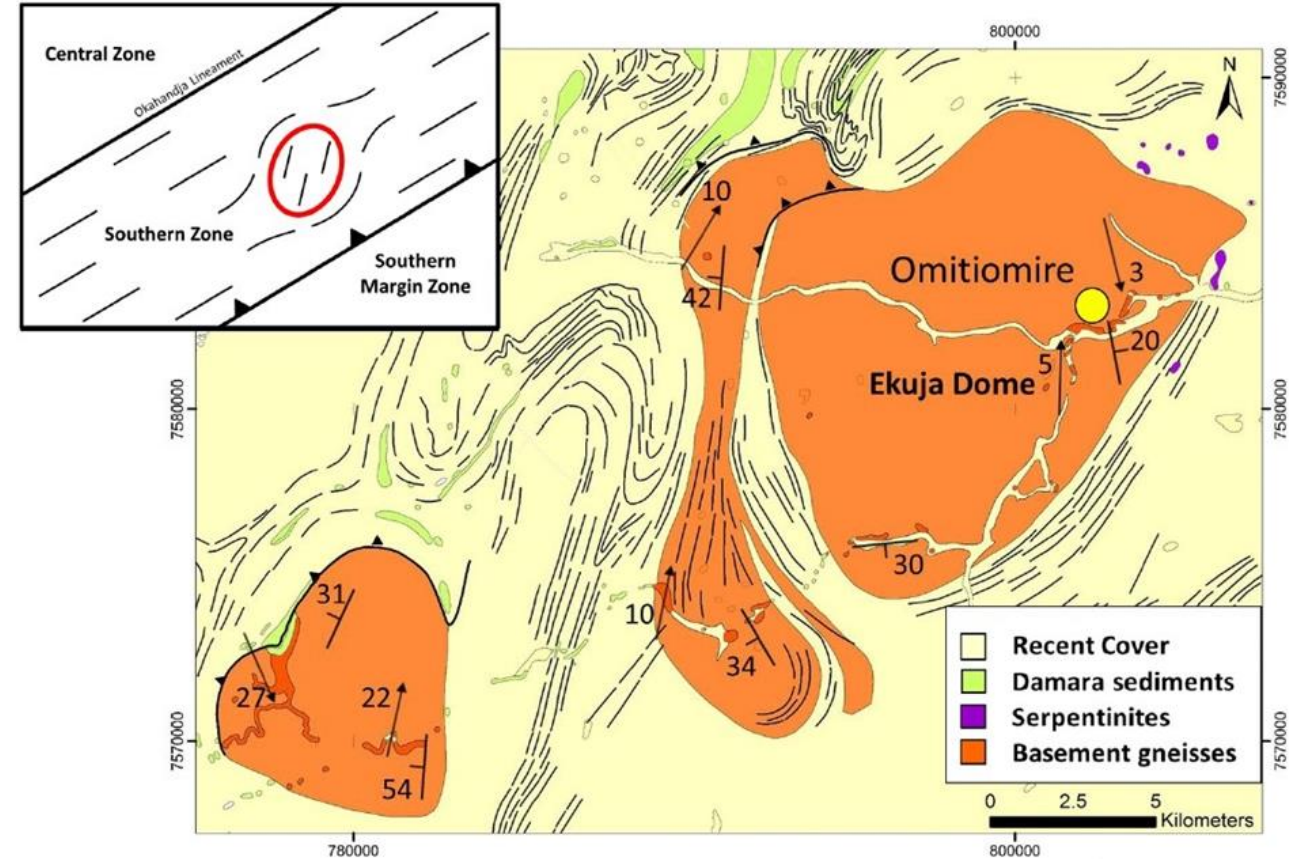 Central Zone
Okahandja Lineament
Southern Zone
Southern
Margin Zone
800000
7590000
N
10
42
Omitiomire
3
20
5
Ekuja Dome
7580000
7580000
30
31
10
34
27
22
54
7570000
7570000
Recent Cover
Damara sediments
Serpentinites
Basement gneisses
0 2.5 5
Kilometers
780000
800000